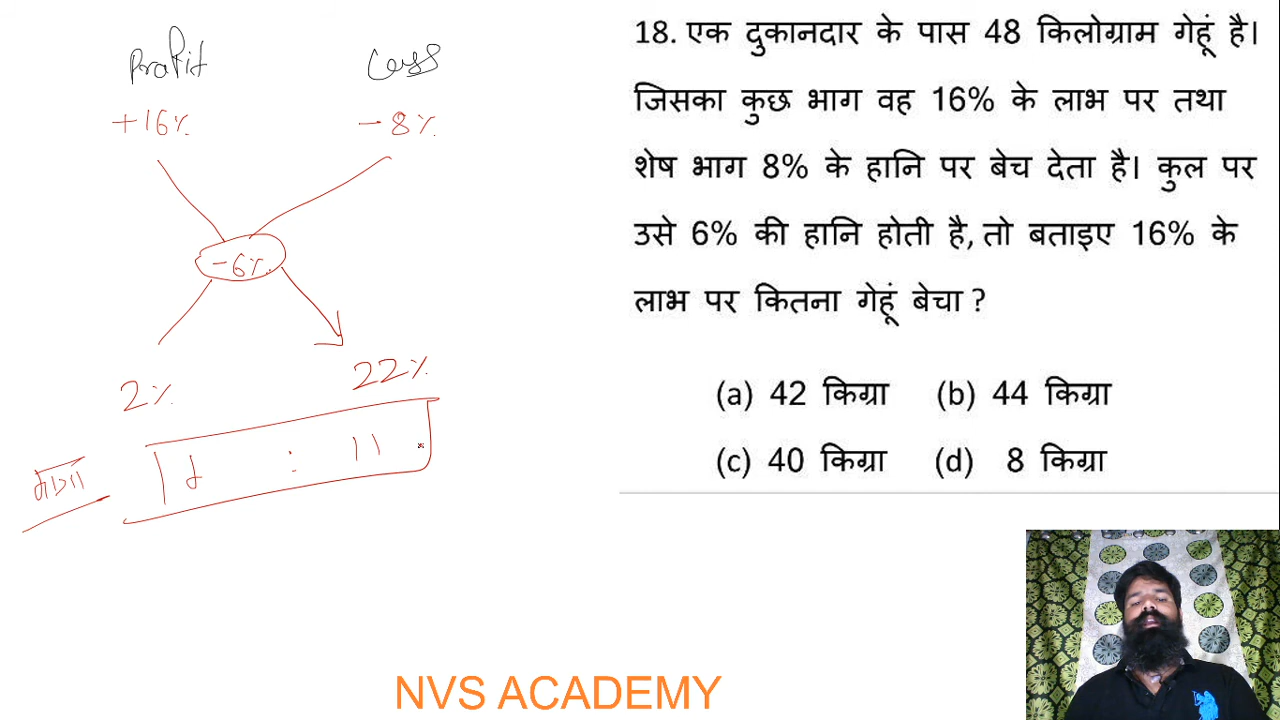 Profit Loss
+16% -8%
-6%
2% 22%
1 : 11
18. एक दुकानदार के पास 48 किलोग्राम गेहूं है।
जिसका कुछ भाग वह 16% के लाभ पर तथा
शेष भाग 8% के हानि पर बेच देता है। कुल पर
उसे 6% की हानि होती है, तो बताइए 16% के
लाभ पर कितना गेहूं बेचा ?
(a) 42 किग्रा (b) 44 किग्रा
(c) 40 किग्रा (d) 8 किग्रा
NVS ACADEMY